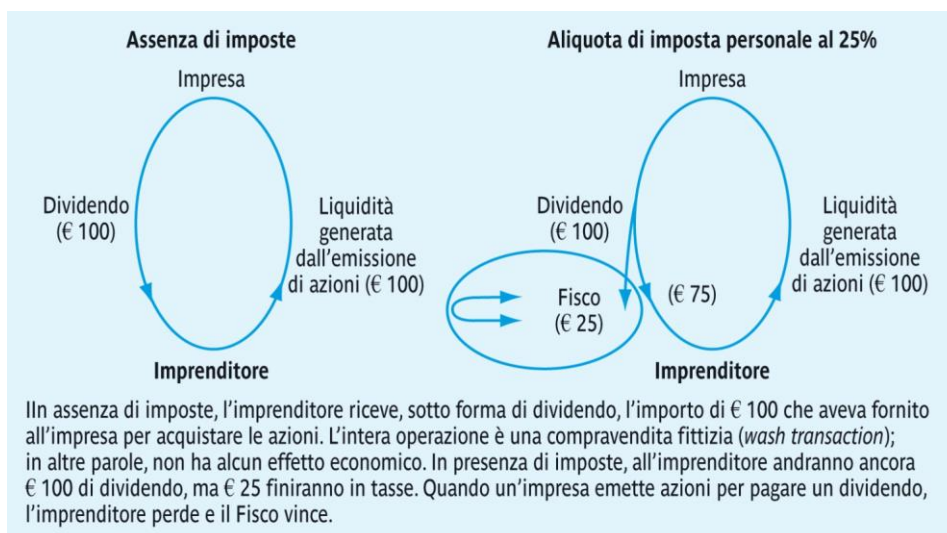 Assenza di imposte
Impresa
Dividendo
(€ 100)
Liquidità
generata
dall'emissione
di azioni (€ 100)
Imprenditore
Aliquota di imposta personale al 25%
Impresa
Dividendo
(€ 100)
Fisco
(€ 25)
(€ 75)
Liquidità
generata
dall'emissione
di azioni (€ 100)
Imprenditore
IIn assenza di imposte, l'imprenditore riceve, sotto forma di dividendo, l'importo di € 100 che aveva fornito
all'impresa per acquistare le azioni. L'intera operazione è una compravendita fittizia (wash transaction);
in altre parole, non ha alcun effetto economico. In presenza di imposte, all'imprenditore andranno ancora
€ 100 di dividendo, ma € 25 finiranno in tasse. Quando un'impresa emette azioni per pagare un dividendo,
l'imprenditore perde e il Fisco vince.